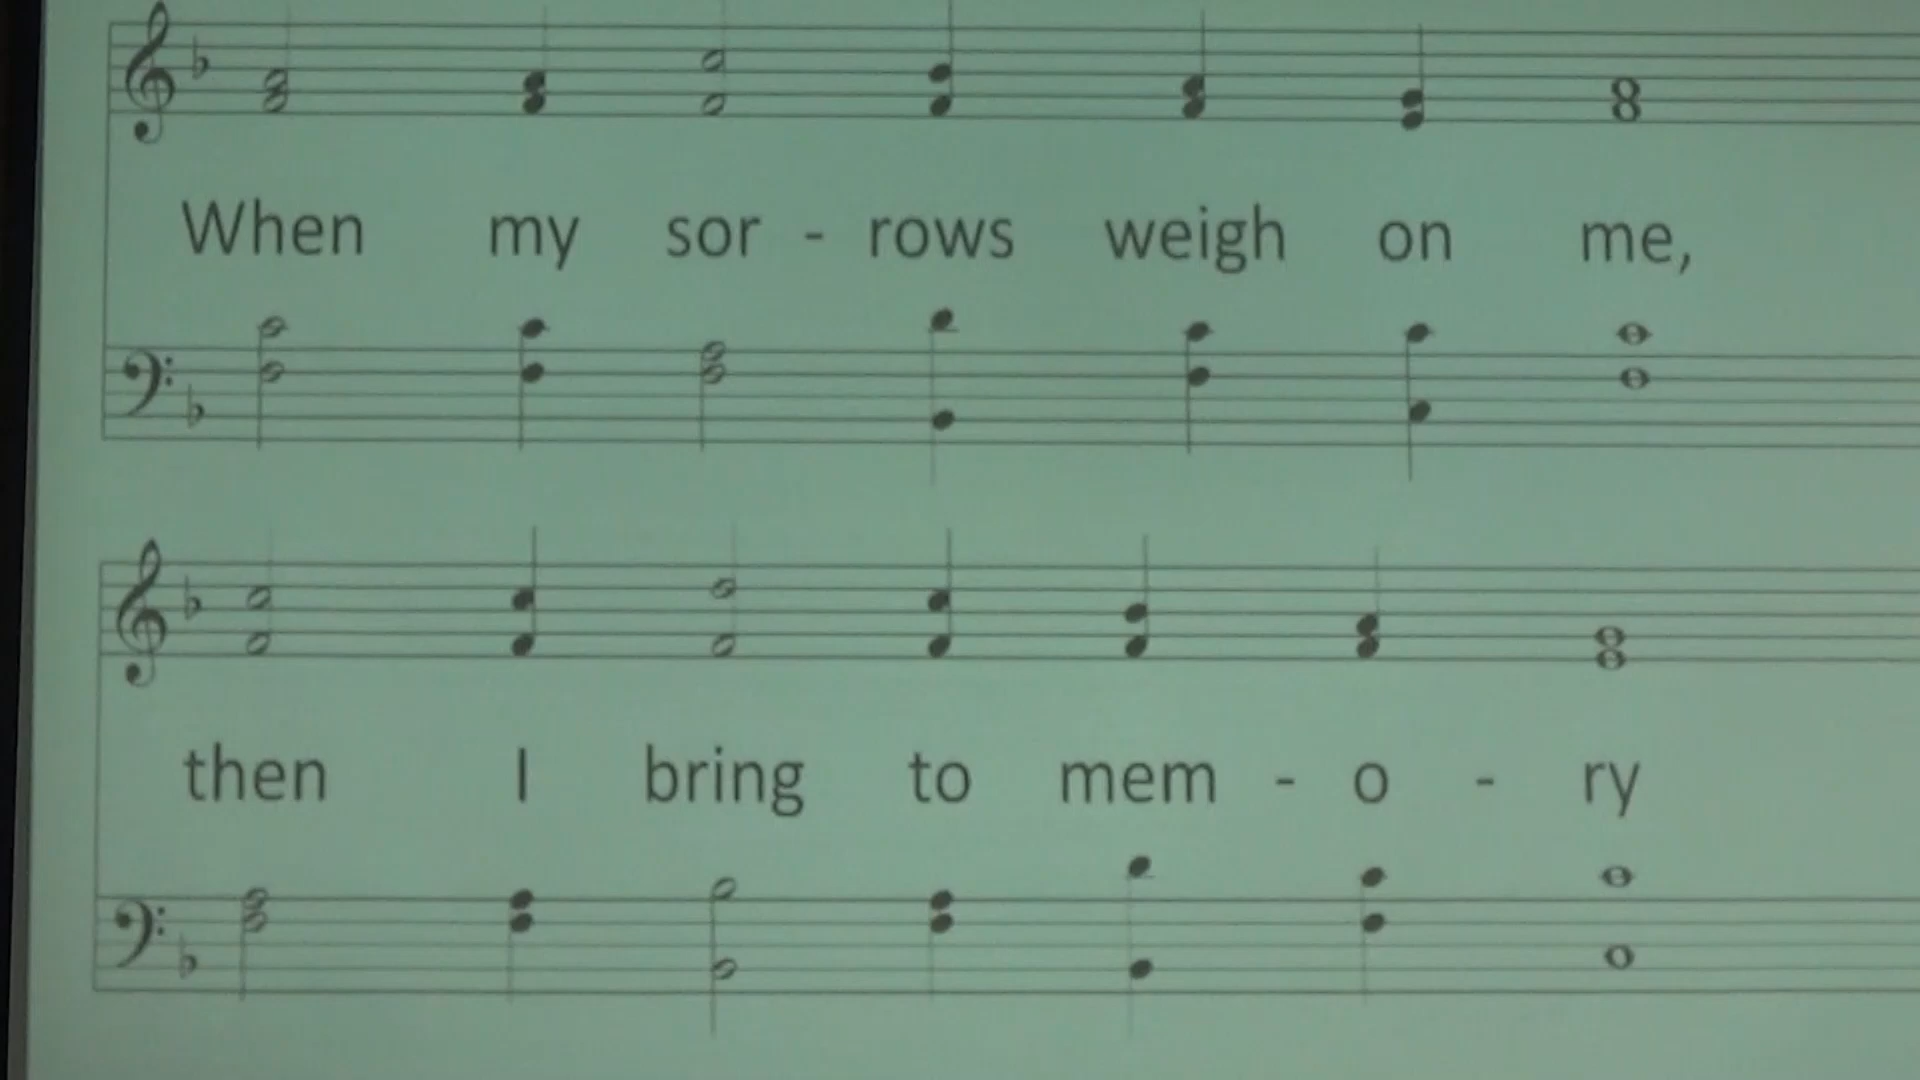 When my sor - rows weigh on me,
then I bring to mem - o - ry